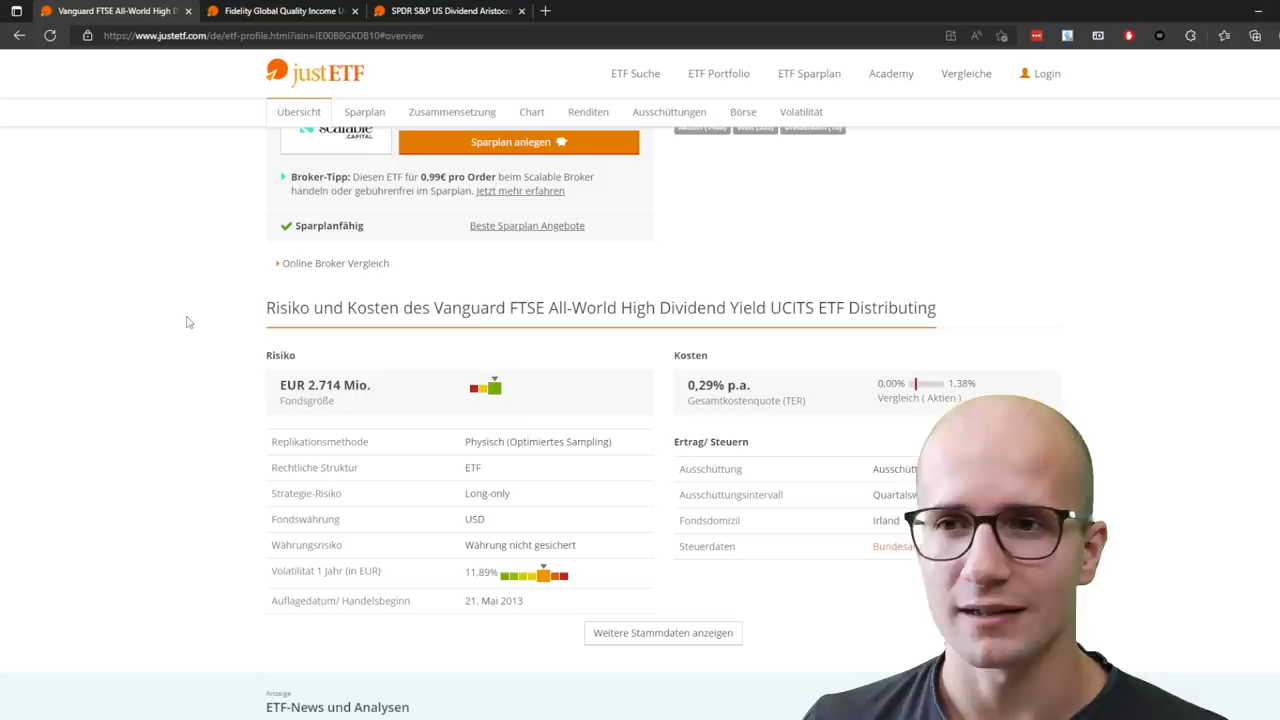 Vanguard FTSE All-World High D
Fidelity Global Quality Income U
SPDR S&P US Dividend Aristocr
https://www.justetf.com/de/etf-profile.html?isin=IE00B8GKDB10#overview
justETF
ETF Suche
ETF Portfolio
ETF Sparplan
Academy
Vergleiche
Login
Übersicht
Sparplan
Zusammensetzung
Chart
Renditen
Ausschüttungen
Börse
Volatilität
scalable
CAPITAL
Sparplan anlegen
Broker-Tipp: Diesen ETF für 0,99€ pro Order beim Scalable Broker
handeln oder gebührenfrei im Sparplan. Jetzt mehr erfahren
Sparplanfähig
Beste Sparplan Angebote
Online Broker Vergleich
Risiko und Kosten des Vanguard FTSE All-World High Dividend Yield UCITS ETF Distributing
Risiko
EUR 2.714 Mio.
Fondsgröße
Replikationsmethode
Physisch (Optimiertes Sampling)
Rechtliche Struktur
ETF
Strategie-Risiko
Long-only
Fondswährung
USD
Währungsrisiko
Währung nicht gesichert
Volatilität 1 Jahr (in EUR)
11,89%
Auflagedatum/ Handelsbeginn
21. Mai 2013
Kosten
0,29% p.a.
Gesamtkostenquote (TER)
0,00%
1,38%
Vergleich ( Aktien )
Ertrag/ Steuern
Ausschüttung
Ausschütt
Ausschüttungsintervall
Quartalsw
Fondsdomizil
Irland
Steuerdaten
Bundesa
Weitere Stammdaten anzeigen
Anzeige
ETF-News und Analysen